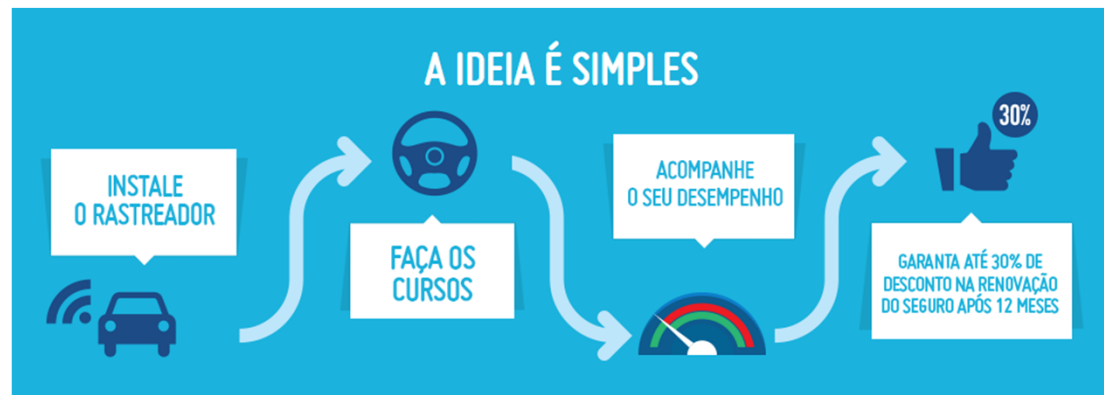 A IDEIA É SIMPLES
INSTALE
O RASTREADOR
FAÇA OS
CURSOS
ACOMPANHE
O SEU DESEMPENHO
30%
GARANTA ATÉ 30% DE
DESCONTO NA RENOVAÇÃO
DO SEGURO APÓS 12 MESES